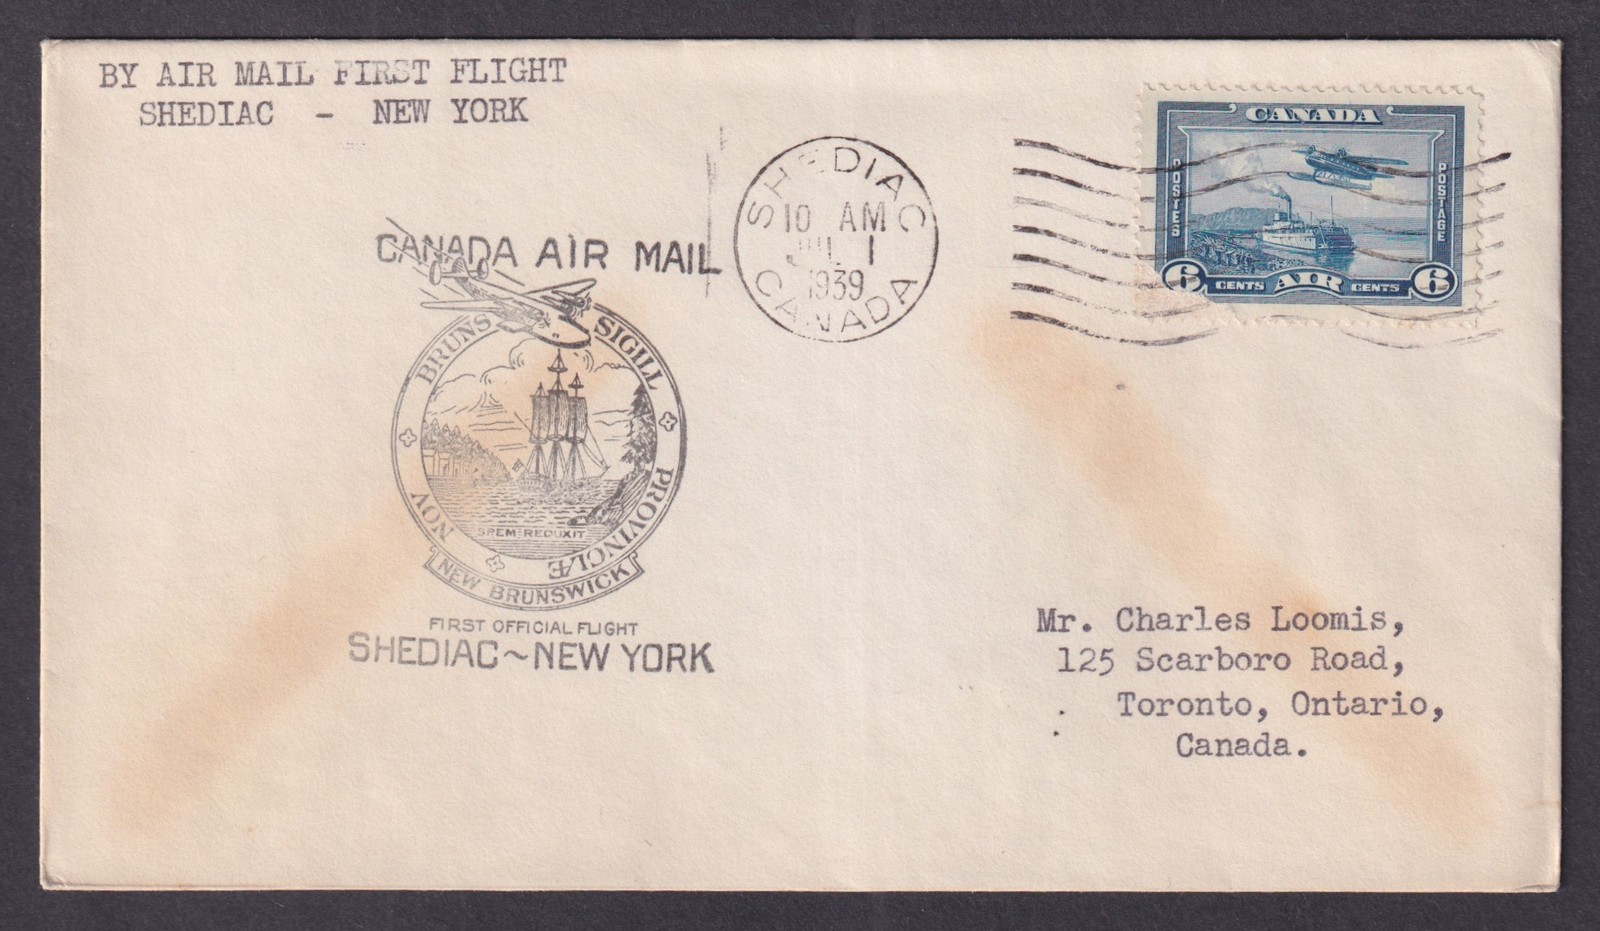 BY AIR MAIL FIRST FLIGHT
SHEDIAC - NEW YORK
CANADA AIR MAIL
SHEDIAC
10 AM
JUL 1
1939
CANADA
CANADA
POSTES
POSTAGE
6 CENTS AIR CENTS 6
BRUNS SIGILL PROVINCIÆ NOV
SPEM REDUXIT
NEW BRUNSWICK
FIRST OFFICIAL FLIGHT
SHEDIAC~NEW YORK
Mr. Charles Loomis,
125 Scarboro Road,
Toronto, Ontario,
Canada.